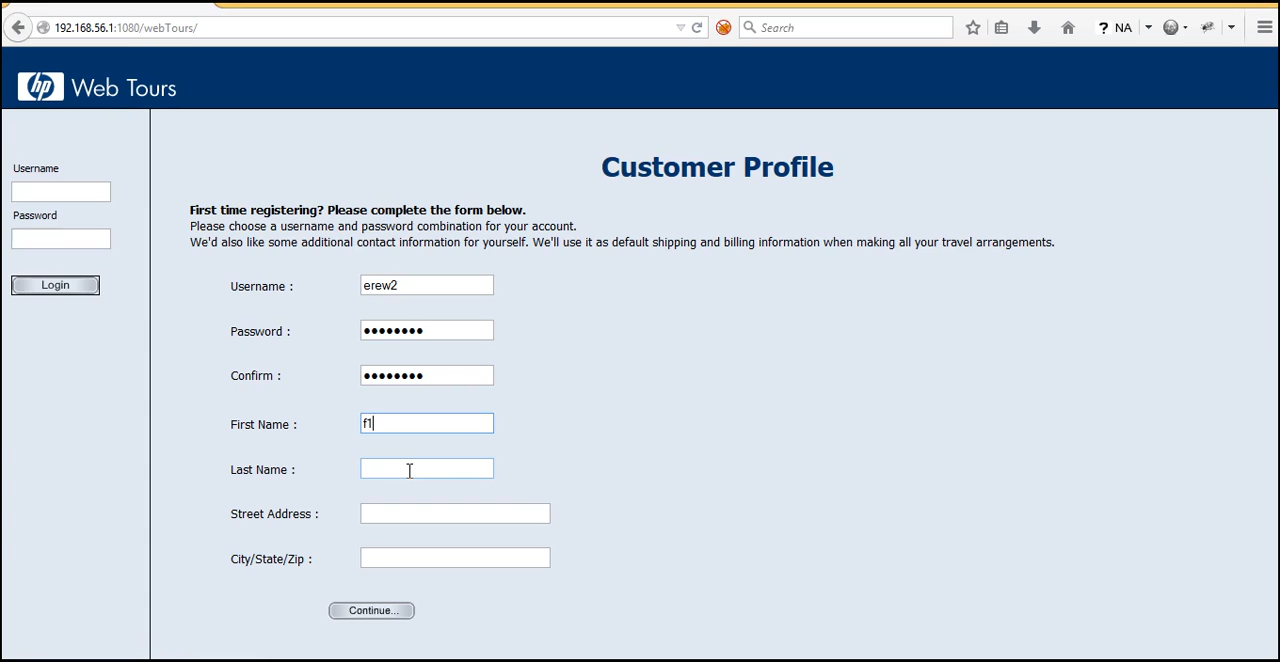 192.168.56.1:1080/webTours/
Search
? NA
hp Web Tours
Username
Password
Login
Customer Profile
First time registering? Please complete the form below.
Please choose a username and password combination for your account.
We'd also like some additional contact information for yourself. We'll use it as default shipping and billing information when making all your travel arrangements.
Username : erew2
Password : ••••••••
Confirm : ••••••••
First Name : f1
Last Name :
Street Address :
City/State/Zip :
Continue...